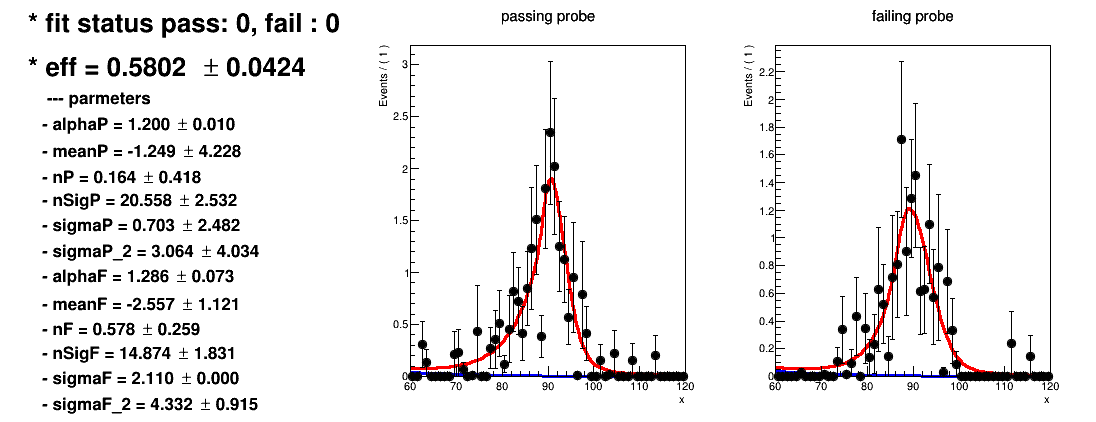 * fit status pass: 0, fail : 0
* eff = 0.5802 ± 0.0424
--- parmeters
- alphaP = 1.200 ± 0.010
- meanP = -1.249 ± 4.228
- nP = 0.164 ± 0.418
- nSigP = 20.558 ± 2.532
- sigmaP = 0.703 ± 2.482
- sigmaP_2 = 3.064 ± 4.034
- alphaF = 1.286 ± 0.073
- meanF = -2.557 ± 1.121
- nF = 0.578 ± 0.259
- nSigF = 14.874 ± 1.831
- sigmaF = 2.110 ± 0.000
- sigmaF_2 = 4.332 ± 0.915
passing probe
Events / ( 1 )
3
2.5
2
1.5
1
0.5
0
60 70 80 90 100 110 120
x
failing probe
Events / ( 1 )
2.2
2
1.8
1.6
1.4
1.2
1
0.8
0.6
0.4
0.2
0
60 70 80 90 100 110 120
x